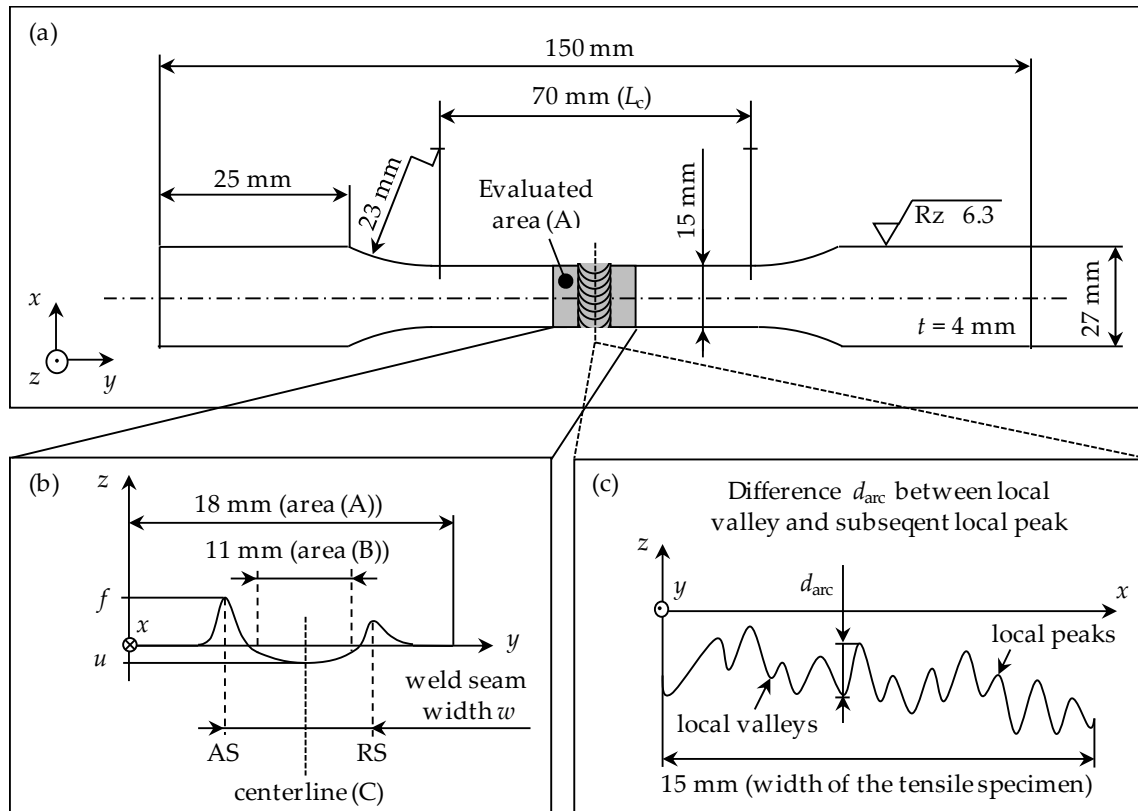 (a)
150 mm
70 mm (Lc)
25 mm
23 mm
Evaluated
area (A)
15 mm
Rz 6.3
27 mm
t = 4 mm
x
z
y
(b)
z
18 mm (area (A))
11 mm (area (B))
f
x
u
y
weld seam
width w
AS
RS
centerline (C)
(c)
Difference darc between local
valley and subseqent local peak
z
y
darc
x
local peaks
local valleys
15 mm (width of the tensile specimen)